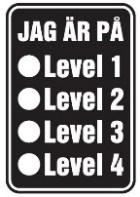 JAG ÄR PÅ
Level 1
Level 2
Level 3
Level 4